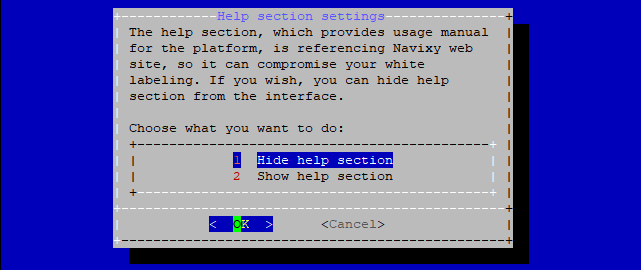 Help section settings
The help section, which provides usage manual
for the platform, is referencing Navixy web
site, so it can compromise your white
labeling. If you wish, you can hide help
section from the interface.
Choose what you want to do:
1 Hide help section
2 Show help section
< OK > <Cancel>